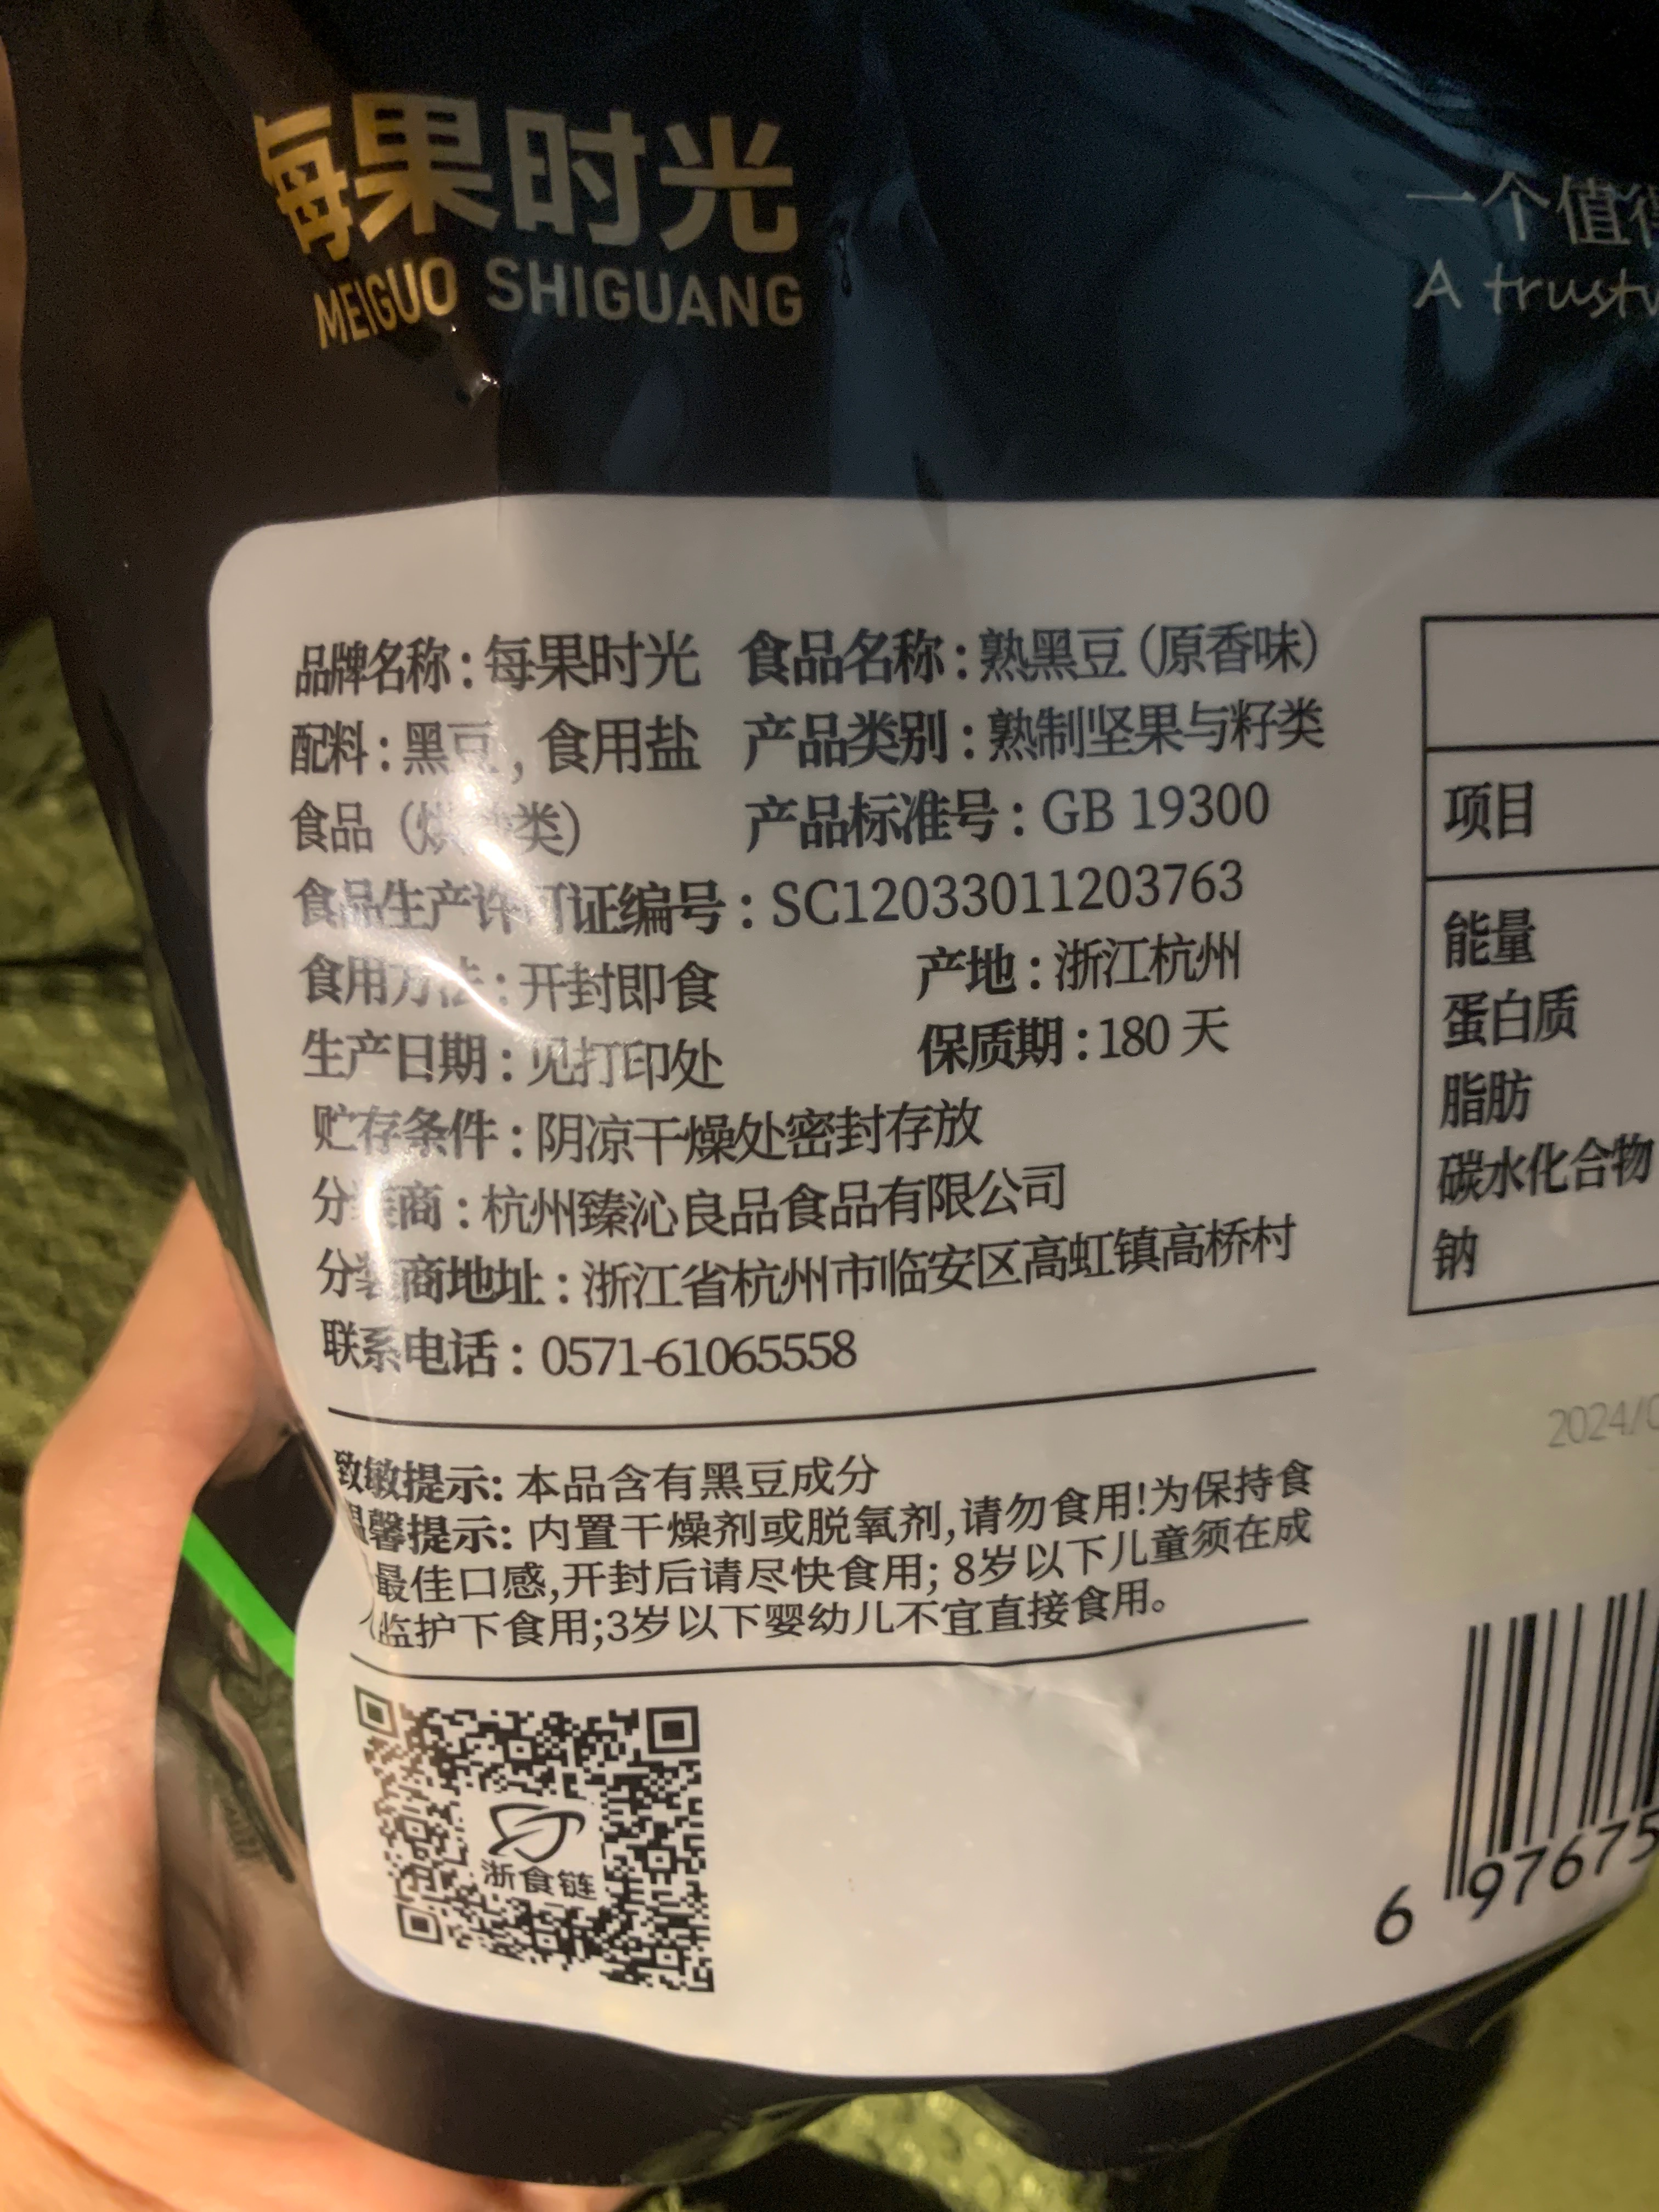 每果时光
MEIGUO SHIGUANG
一个值得
A trustw
品牌名称：每果时光 食品名称：熟黑豆（原香味）
配料：黑豆，食用盐 产品类别：熟制坚果与籽类
食品（烘炒类） 产品标准号：GB 19300
食品生产许可证编号：SC12033011203763
食用方法：开封即食 产地：浙江杭州
生产日期：见打印处 保质期：180 天
贮存条件：阴凉干燥处密封存放
分装商：杭州臻沁良品食品有限公司
分装商地址：浙江省杭州市临安区高虹镇高桥村
联系电话：0571-61065558
致敏提示：本品含有黑豆成分
温馨提示：内置干燥剂或脱氧剂，请勿食用！为保持食
最佳口感，开封后请尽快食用；8岁以下儿童须在成
人监护下食用；3岁以下婴幼儿不宜直接食用。
浙食链
项目
能量
蛋白质
脂肪
碳水化合物
钠
2024/0
6 97675